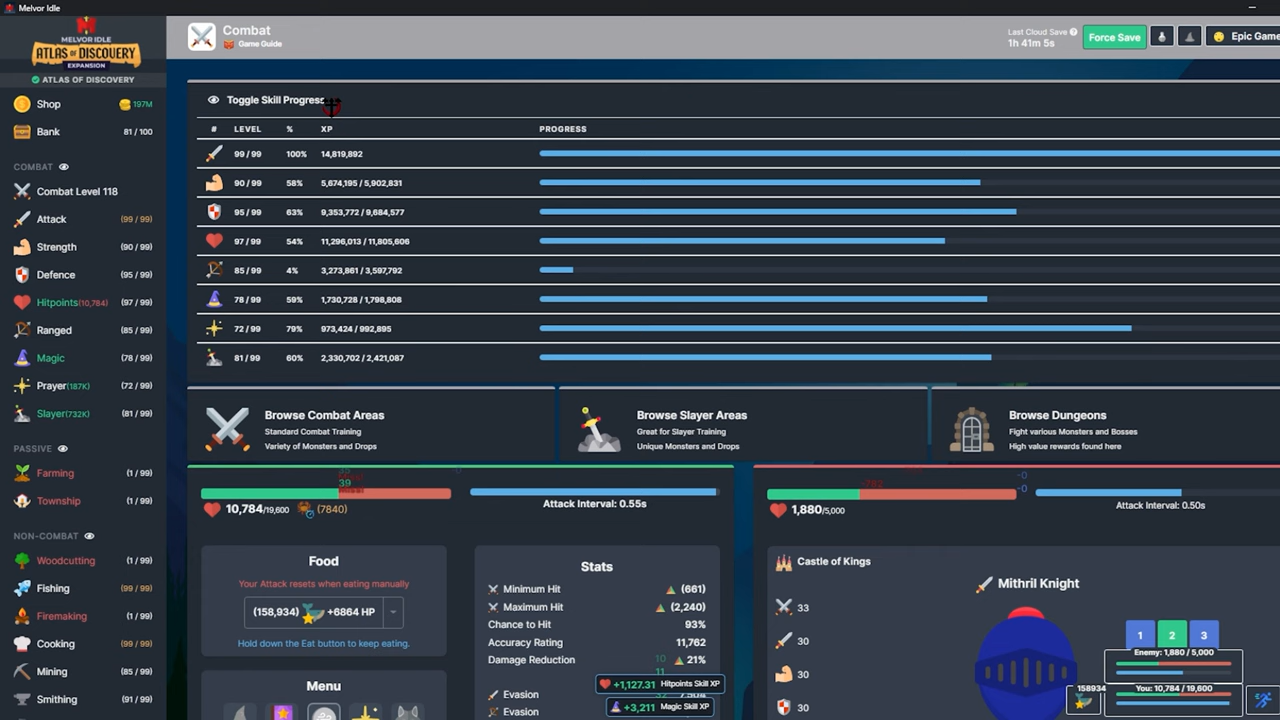 Melvor Idle
MELVOR IDLE
ATLAS OF DISCOVERY
EXPANSION
ATLAS OF DISCOVERY
Shop 197M
Bank 81 / 100
COMBAT
Combat Level 118
Attack (99 / 99)
Strength (90 / 99)
Defence (95 / 99)
Hitpoints(10,784) (97 / 99)
Ranged (85 / 99)
Magic (78 / 99)
Prayer(187K) (72 / 99)
Slayer(732K) (81 / 99)
PASSIVE
Farming (1 / 99)
Township (1 / 99)
NON-COMBAT
Woodcutting (1 / 99)
Fishing (99 / 99)
Firemaking (1 / 99)
Cooking (99 / 99)
Mining (85 / 99)
Smithing (99 / 99)
Combat
Game Guide
Last Cloud Save
1h 41m 5s
Force Save
Epic Game
Toggle Skill Progress
# LEVEL % XP PROGRESS
99 / 99 100% 14,819,892
90 / 99 58% 5,674,195 / 5,902,831
95 / 99 63% 9,353,772 / 9,684,577
97 / 99 54% 11,296,013 / 11,805,606
85 / 99 4% 3,273,861 / 3,597,792
78 / 99 59% 1,730,728 / 1,798,808
72 / 99 79% 973,424 / 992,895
81 / 99 60% 2,330,702 / 2,421,087
Browse Combat Areas
Standard Combat Training
Variety of Monsters and Drops
Browse Slayer Areas
Great for Slayer Training
Unique Monsters and Drops
Browse Dungeons
Fight various Monsters and Bosses
High value rewards found here
39
10,784/19,600 (7840)
Attack Interval: 0.55s
Food
Your Attack resets when eating manually
(158,934) +6864 HP
Hold down the Eat button to keep eating.
Menu
Stats
Minimum Hit (661)
Maximum Hit (2,240)
Chance to Hit 93%
Accuracy Rating 11,762
Damage Reduction 10 21%
11
Evasion
Evasion
+1,127.31 Hitpoints Skill XP
+3,211 Magic Skill XP
-782
-0
-0
1,880/5,000
Attack Interval: 0.50s
Castle of Kings
33
30
30
30
Mithril Knight
1 2 3
Enemy: 1,880 / 5,000
158934
You: 10,784 / 19,600